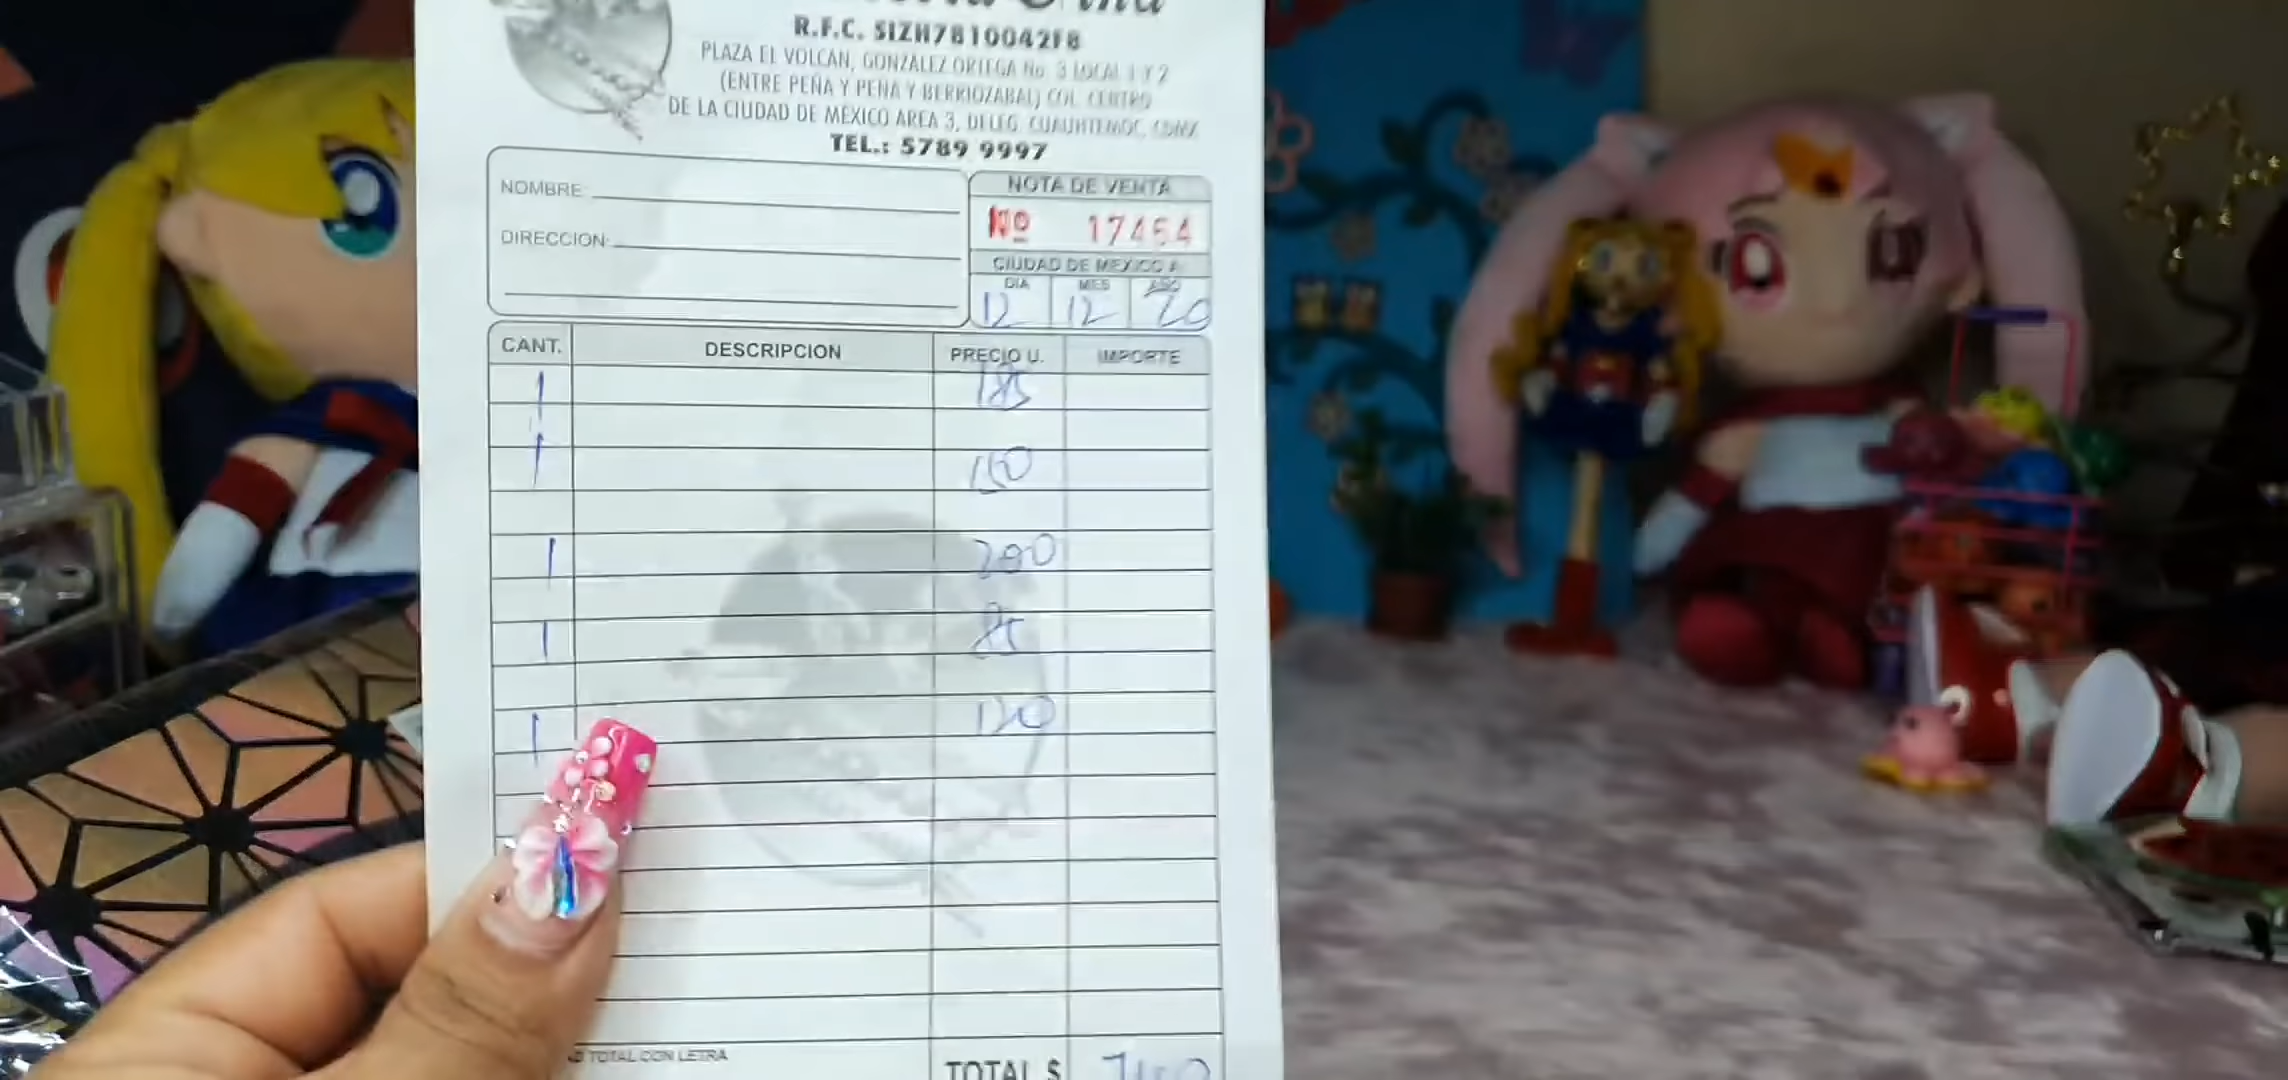 R.F.C. SIZH7810042F8
PLAZA EL VOLCAN, GONZALEZ ORTEGA No. 3 LOCAL 1 Y 2
(ENTRE PEÑA Y PEÑA Y BERRIOZABAL) COL. CENTRO
DE LA CIUDAD DE MEXICO AREA 3, DELEG. CUAUHTEMOC, CDMX
TEL.: 5789 9997
NOMBRE:
DIRECCION:
NOTA DE VENTA
Nº 17464
CIUDAD DE MEXICO A:
DIA MES AÑO
12 12 20
CANT. DESCRIPCION PRECIO U. IMPORTE
1 185
1 150
1 200
1 85
1 120
TOTAL CON LETRA
TOTAL $